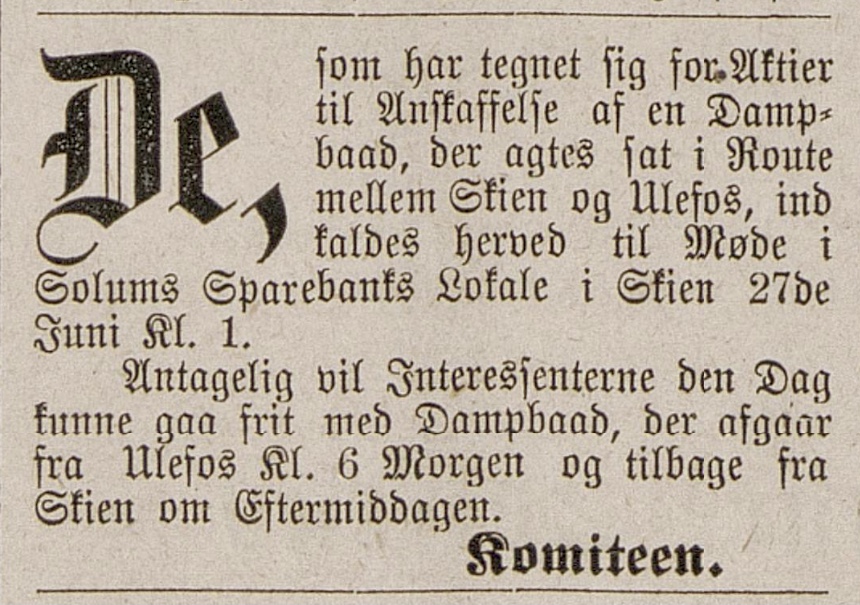 De, som har tegnet sig for Aktier
til Anskaffelse af en Damp-
baad, der agtes sat i Route
mellem Skien og Ulefos, ind
kaldes herved til Møde i
Solums Sparebanks Lokale i Skien 27de
Juni Kl. 1.
Antagelig vil Interessenterne den Dag
kunne gaa frit med Dampbaad, der afgaar
fra Ulefos Kl. 6 Morgen og tilbage fra
Skien om Eftermiddagen.
Komiteen.